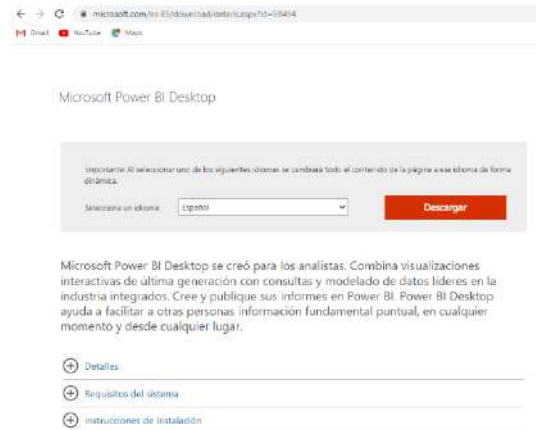 microsoft.com/es-ES/download/details.aspx?id=59494
Gmail YouTube Maps
Microsoft Power BI Desktop
Importante: Al seleccionar uno de los siguientes idiomas se cambiará todo el contenido de la página a ese idioma de forma
dinámica.
Selecciona un idioma: Español Descargar
Microsoft Power BI Desktop se creó para los analistas. Combina visualizaciones
interactivas de última generación con consultas y modelado de datos líderes en la
industria integrados. Cree y publique sus informes en Power BI. Power BI Desktop
ayuda a facilitar a otras personas información fundamental puntual, en cualquier
momento y desde cualquier lugar.
Detalles
Requisitos del sistema
Instrucciones de instalación